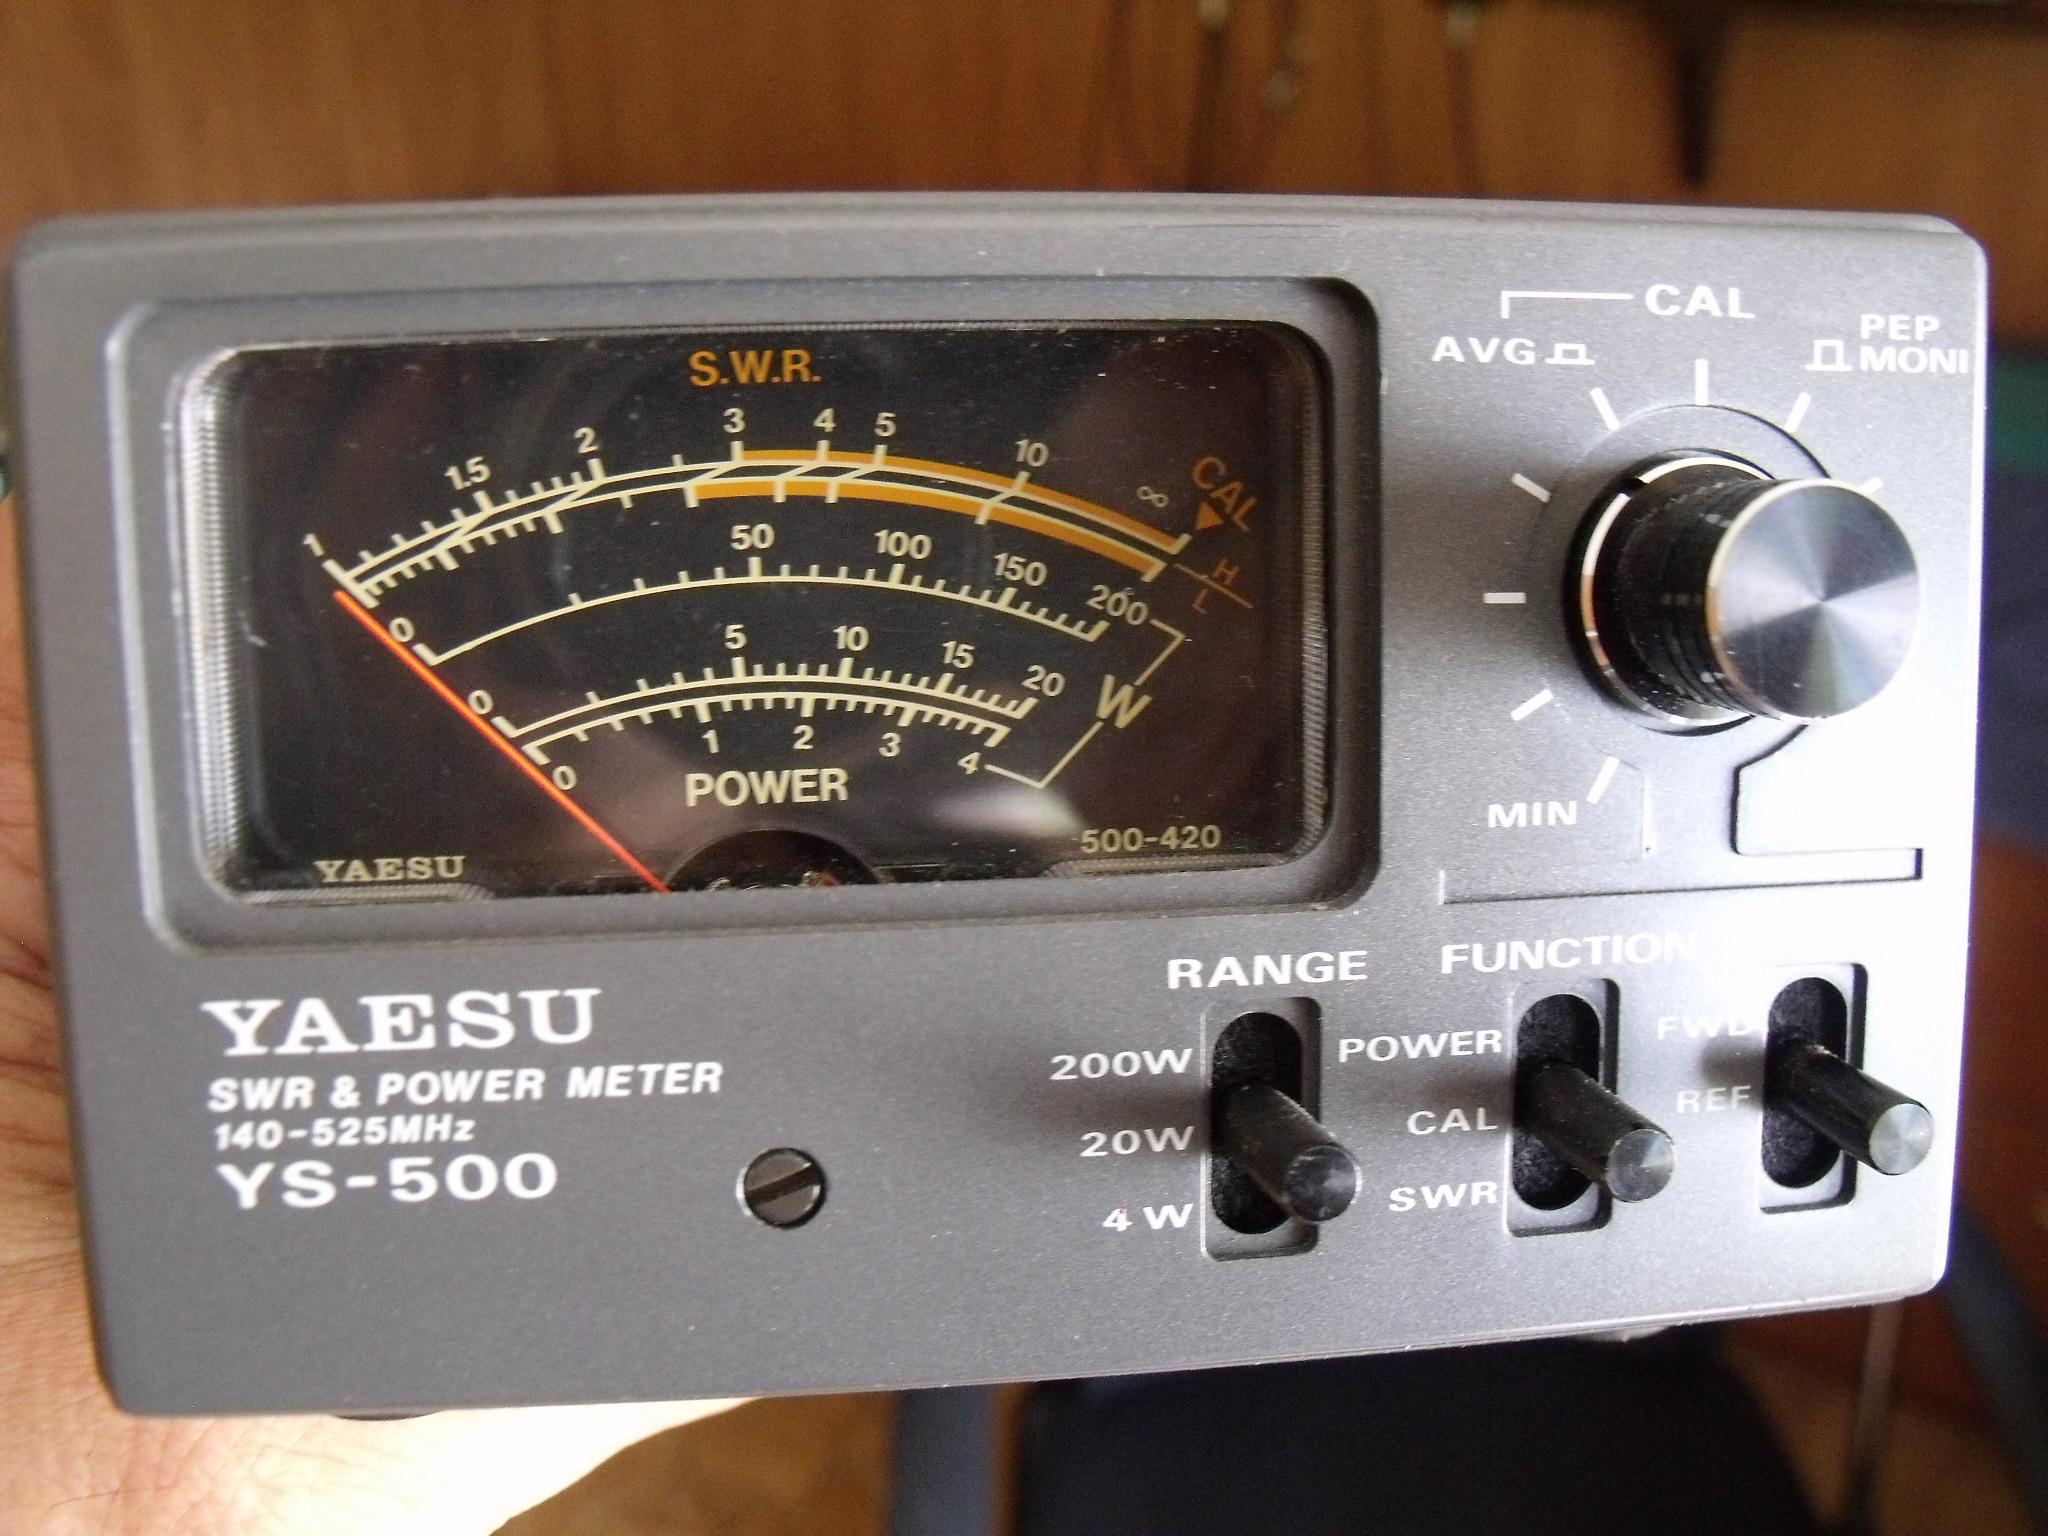 S.W.R.
1 1.5 2 3 4 5 10 ∞ CAL
H
L
0 50 100 150 200
0 5 10 15 20
W
0 1 2 3 4
POWER
YAESU
500-420
CAL
AVG
PEP
MONI
MIN
YAESU
SWR & POWER METER
140-525MHz
YS-500
RANGE
200W
20W
4W
FUNCTION
POWER
CAL
SWR
FWD
REF